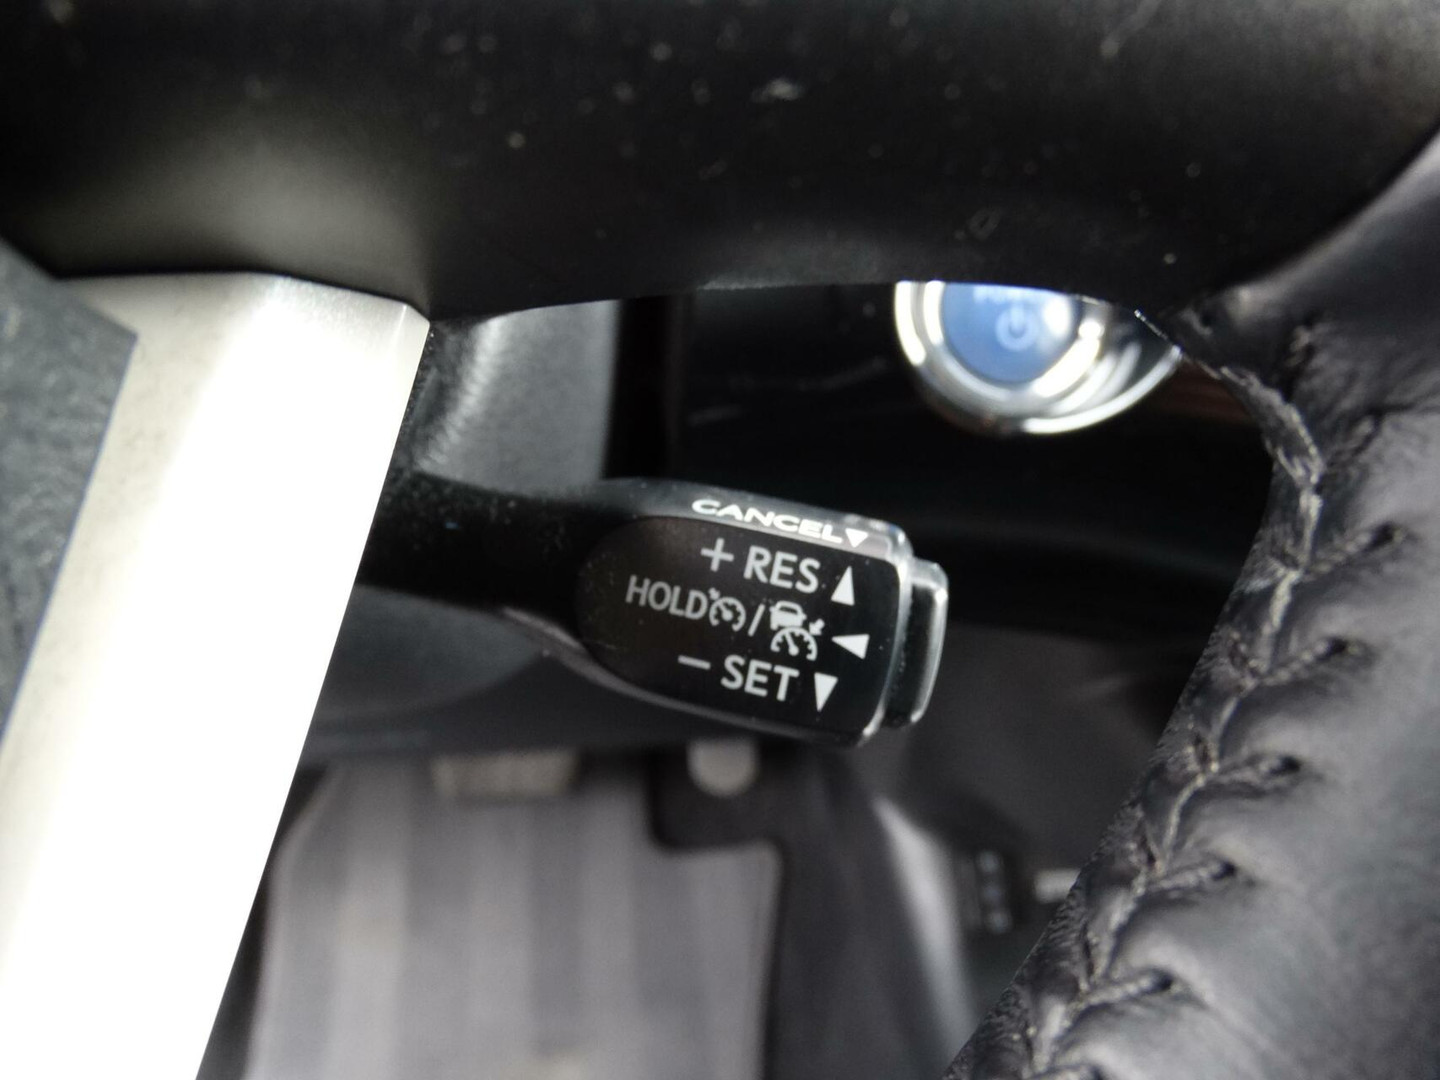 CANCEL
+ RES
HOLD /
− SET